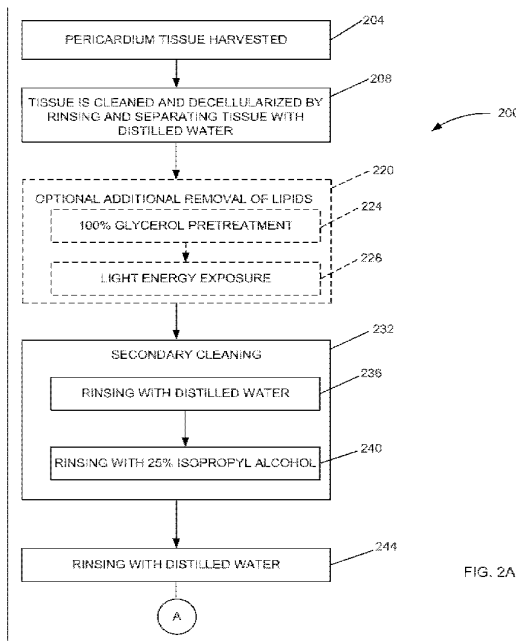 PERICARDIUM TISSUE HARVESTED
204
TISSUE IS CLEANED AND DECELLULARIZED BY
RINSING AND SEPARATING TISSUE WITH
DISTILLED WATER
208
200
OPTIONAL ADDITIONAL REMOVAL OF LIPIDS
220
100% GLYCEROL PRETREATMENT
224
LIGHT ENERGY EXPOSURE
226
SECONDARY CLEANING
232
RINSING WITH DISTILLED WATER
236
RINSING WITH 25% ISOPROPYL ALCOHOL
240
RINSING WITH DISTILLED WATER
244
FIG. 2A
A